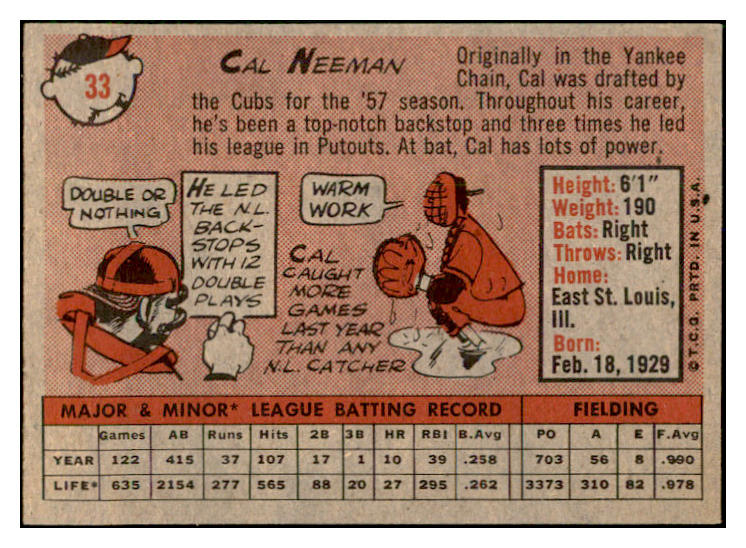 33
CAL NEEMAN
Originally in the Yankee
Chain, Cal was drafted by
the Cubs for the '57 season. Throughout his career,
he's been a top-notch backstop and three times he led
his league in Putouts. At bat, Cal has lots of power.
DOUBLE OR
NOTHING
HE LED
THE N.L.
BACK-
STOPS
WITH 12
DOUBLE
PLAYS
WARM
WORK
CAL
CAUGHT
MORE
GAMES
LAST YEAR
THAN ANY
N.L. CATCHER
Height: 6'1"
Weight: 190
Bats: Right
Throws: Right
Home:
East St. Louis,
Ill.
Born:
Feb. 18, 1929
© T.C.G. PRTD. IN U.S.A.
MAJOR & MINOR* LEAGUE BATTING RECORD FIELDING
Games AB Runs Hits 2B 3B HR RBI B.Avg PO A E F.Avg
YEAR 122 415 37 107 17 1 10 39 .258 703 56 8 .990
LIFE* 635 2154 277 565 88 20 27 295 .262 3373 310 82 .978